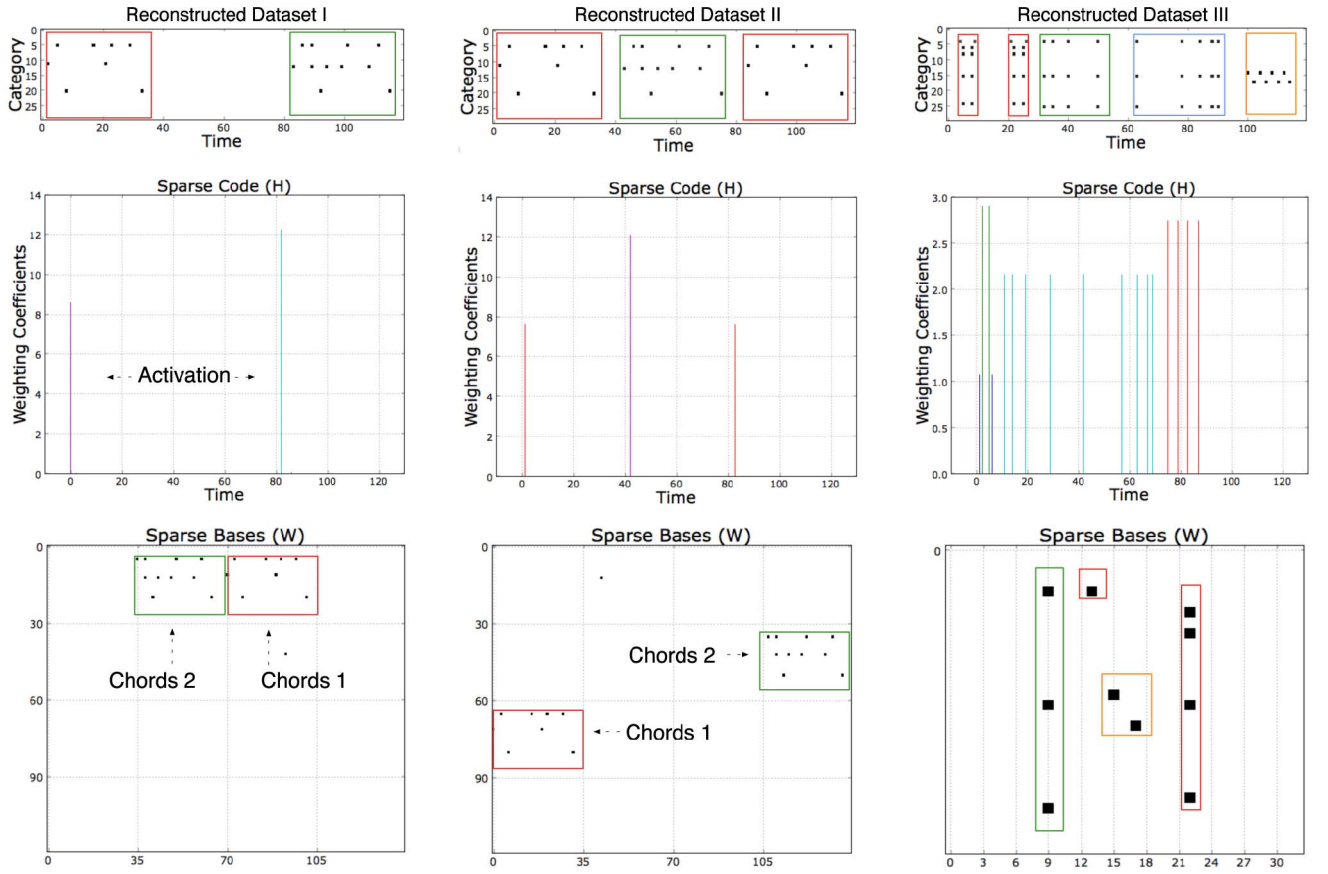 Reconstructed Dataset I
Category
5
10
15
20
25
0 20 40 60 80 100
Time
Reconstructed Dataset II
Category
5
10
15
20
25
0 20 40 60 80 100
Time
Reconstructed Dataset III
Category
5
10
15
20
25
0 20 40 60 80 100
Time
Sparse Code (H)
Weighting Coefficients
14
12
10
8
6
4
2
0
Activation
0 20 40 60 80 100 120
Time
Sparse Code (H)
Weighting Coefficients
14
12
10
8
6
4
2
0
0 20 40 60 80 100 120
Time
Sparse Code (H)
Weighting Coefficients
3.0
2.5
2.0
1.5
1.0
0.5
0.0
0 20 40 60 80 100 120
Time
Sparse Bases (W)
0
30
60
90
Chords 2
Chords 1
0 35 70 105
Sparse Bases (W)
0
30
60
90
Chords 2
Chords 1
0 35 70 105
Sparse Bases (W)
0
0 3 6 9 12 15 18 21 24 27 30